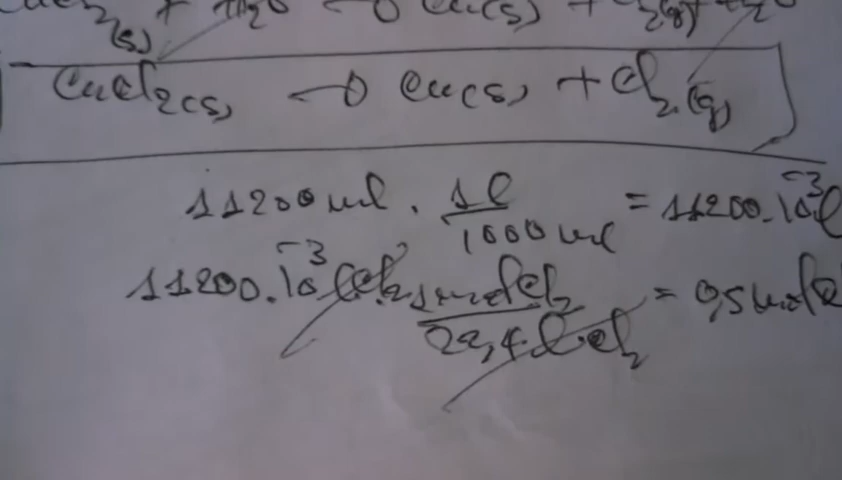 CuCl2(s) → Cu(s) + Cl2(g)
11200 ml . 1l/1000 ml = 11200.10^-3 l
11200.10^-3 l Cl2 . 1 mol Cl2/22,4 l Cl2 = 0,5 mol